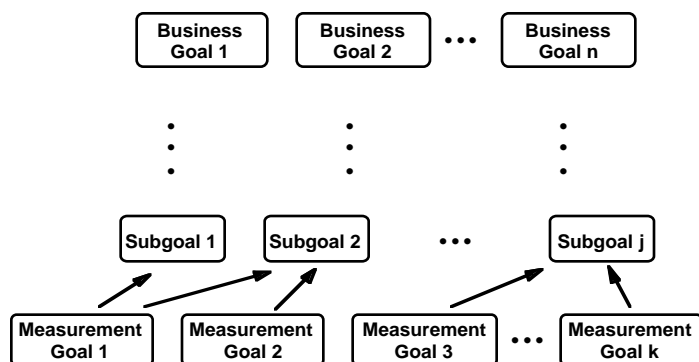 Business
Goal 1
Business
Goal 2
...
Business
Goal n
Subgoal 1
Subgoal 2
...
Subgoal j
Measurement
Goal 1
Measurement
Goal 2
Measurement
Goal 3
...
Measurement
Goal k